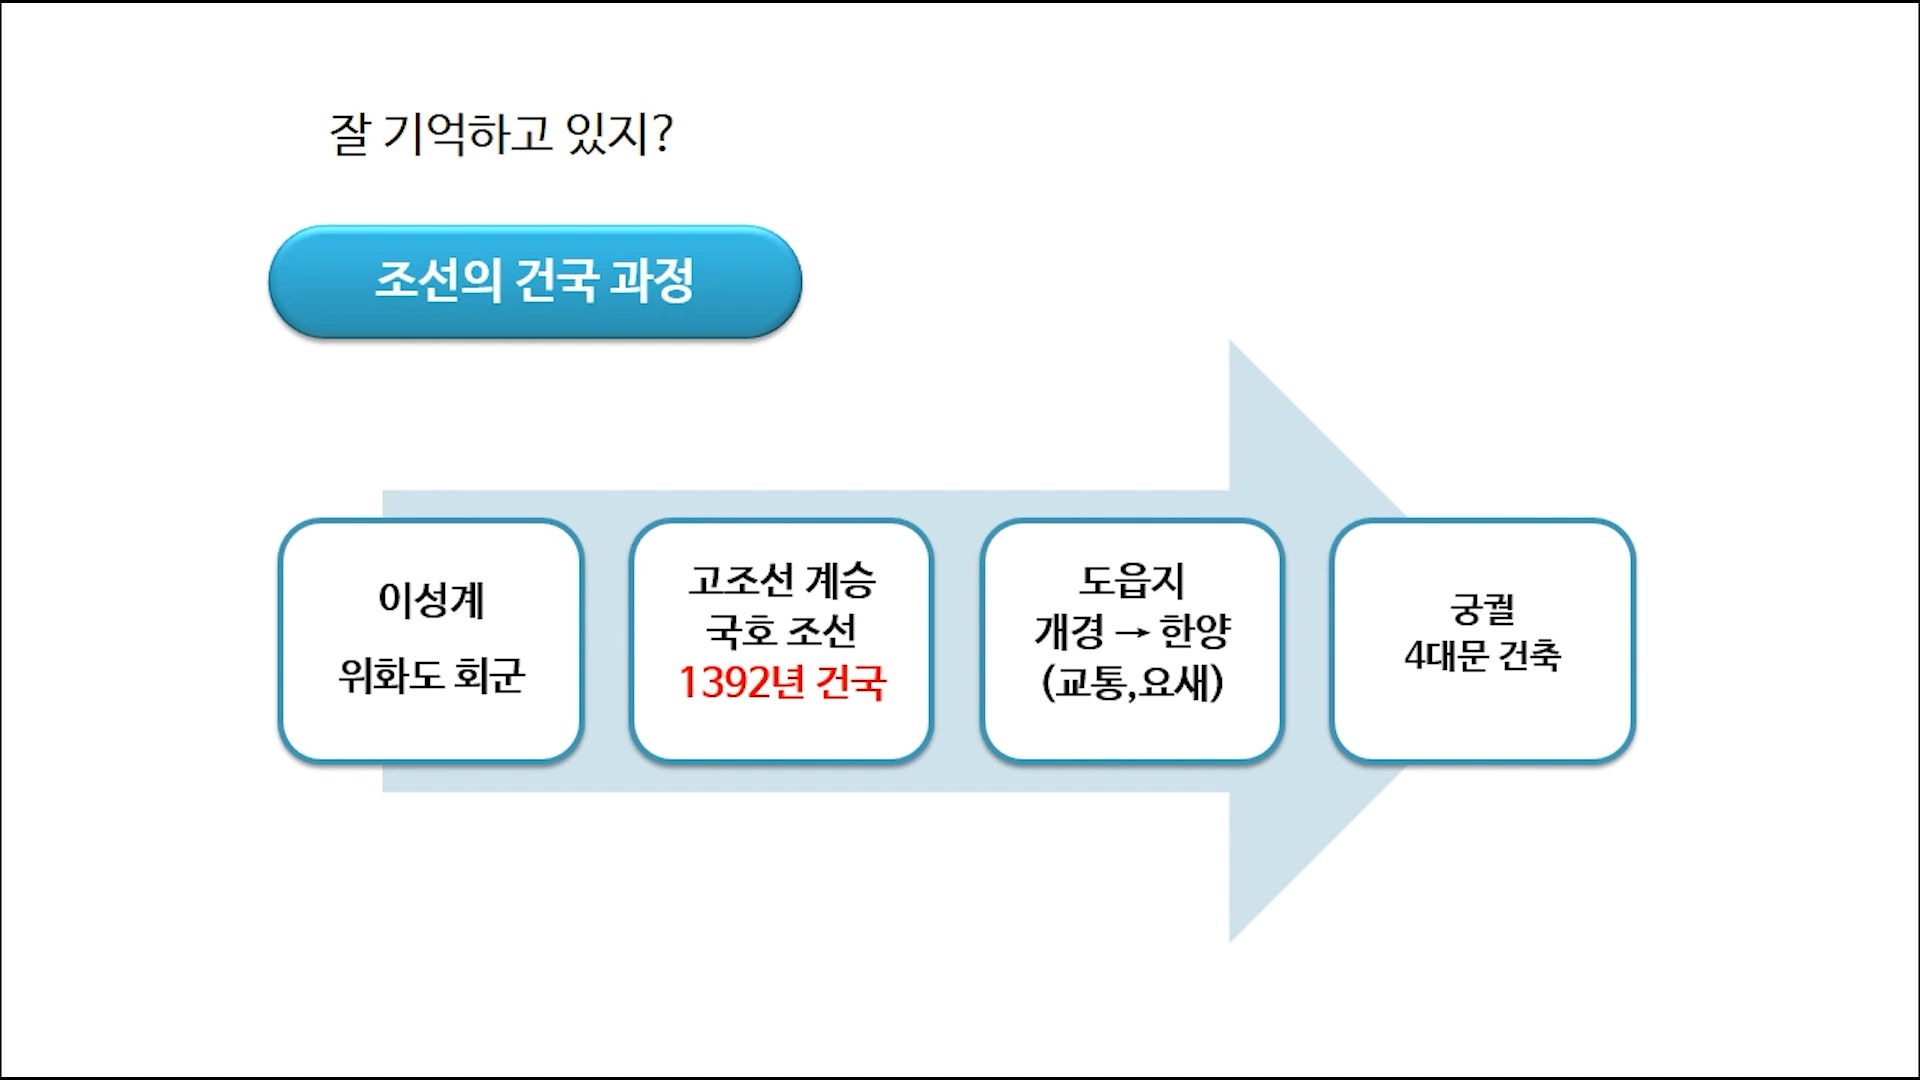 잘 기억하고 있지?
조선의 건국 과정
이성계
위화도 회군
고조선 계승
국호 조선
1392년 건국
도읍지
개경 → 한양
(교통,요새)
궁궐
4대문 건축